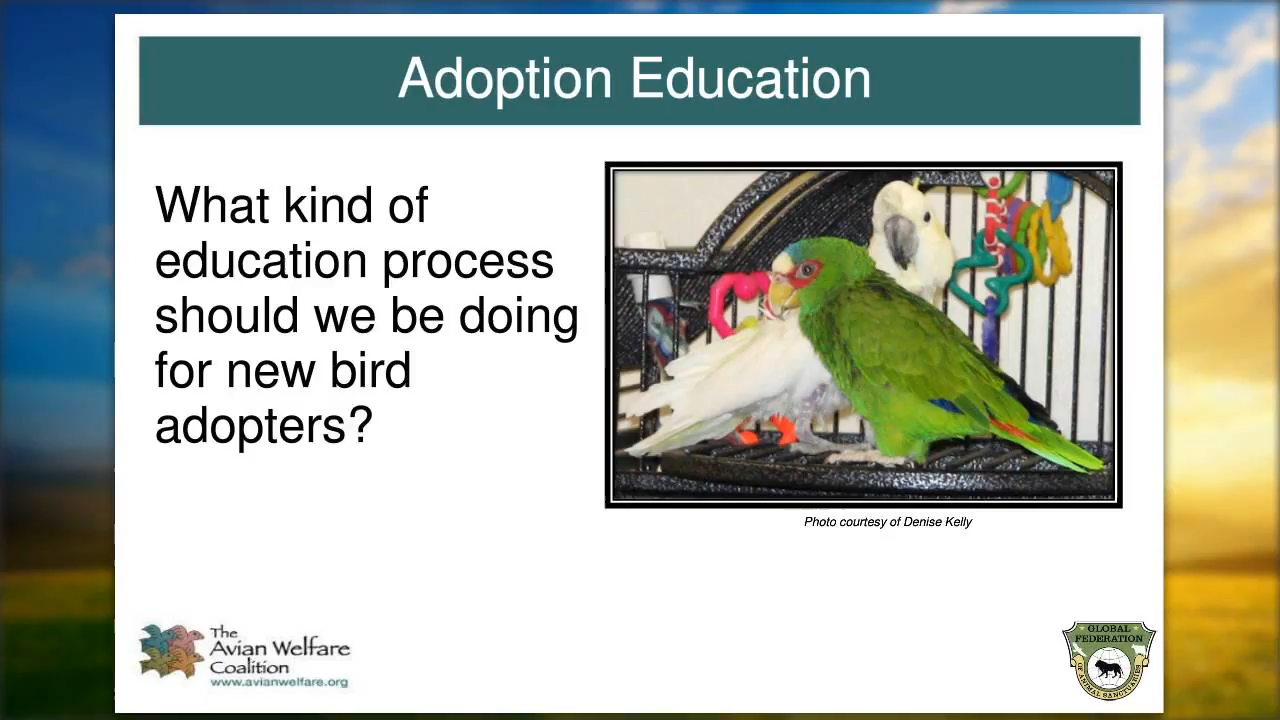 Adoption Education
What kind of
education process
should we be doing
for new bird
adopters?
Photo courtesy of Denise Kelly
The
Avian Welfare
Coalition
www.avianwelfare.org
GLOBAL
FEDERATION
OF ANIMAL SANCTUARIES